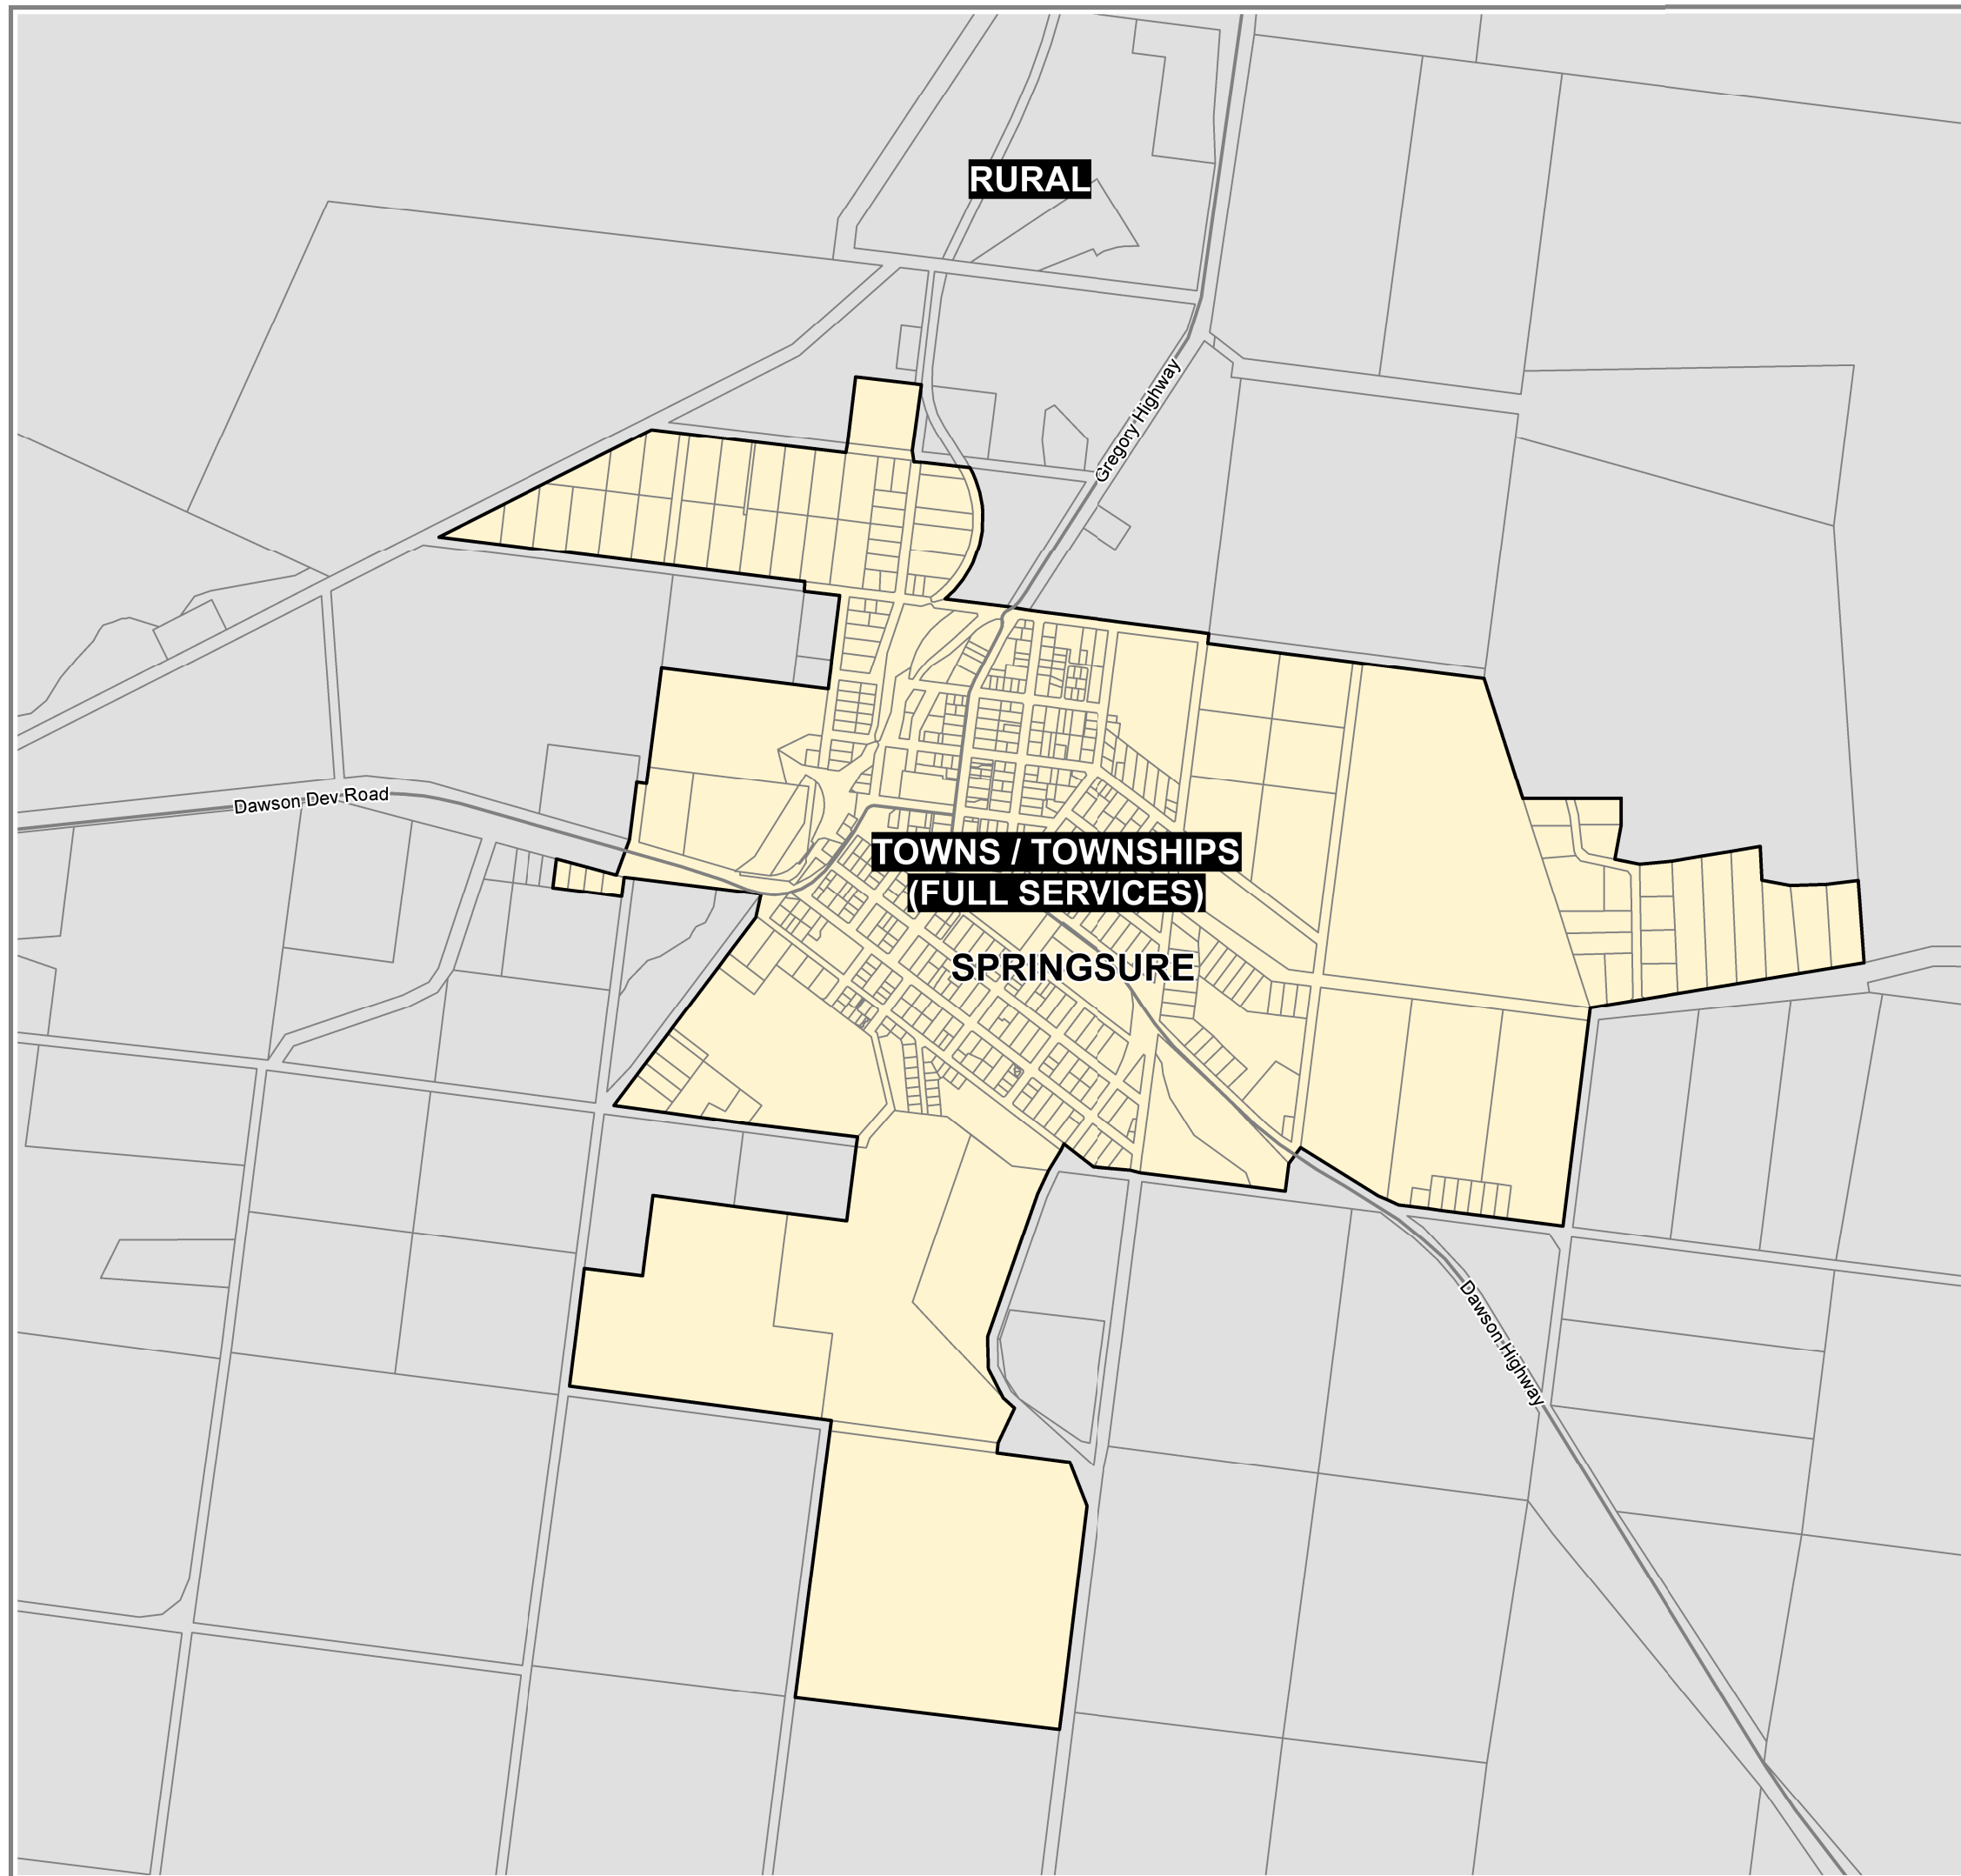 RURAL
Gregory Highway
Dawson Dev Road
TOWNS / TOWNSHIPS
(FULL SERVICES)
SPRINGSURE
Dawson Highway